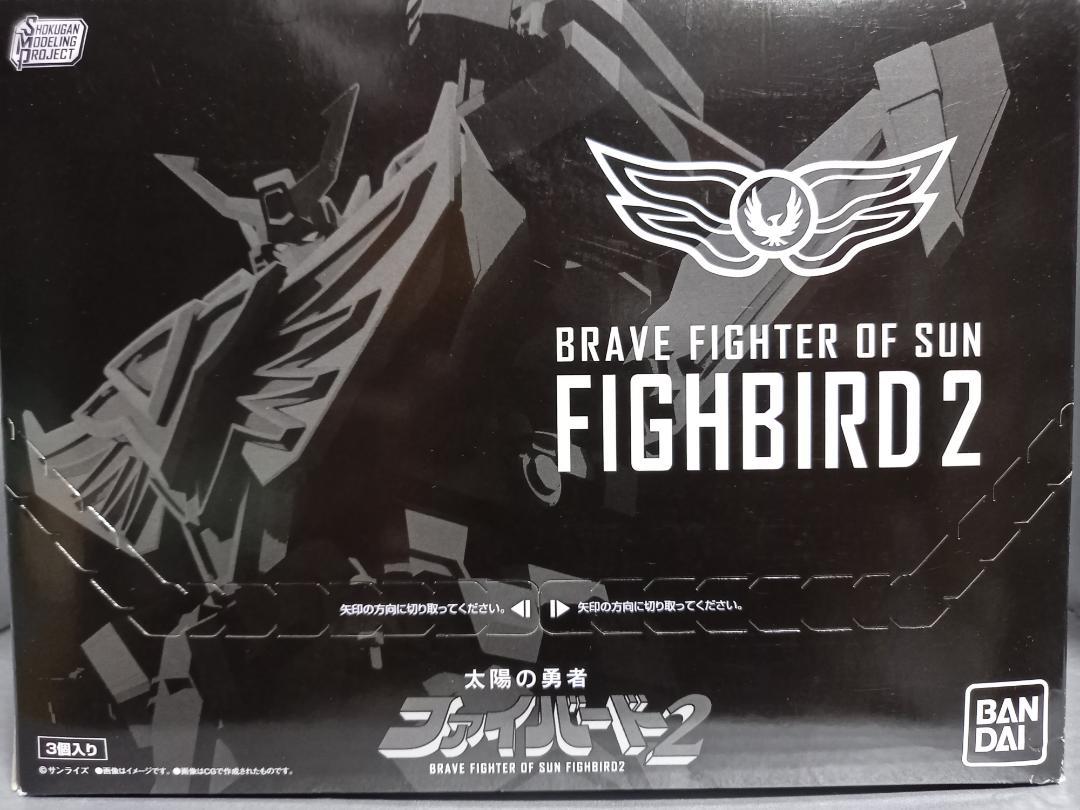 SHOKUGAN
MODELING
PROJECT
BRAVE FIGHTER OF SUN
FIGHBIRD 2
矢印の方向に切り取ってください。
矢印の方向に切り取ってください。
太陽の勇者
ファイバード2
BRAVE FIGHTER OF SUN FIGHBIRD2
3個入り
©サンライズ ●画像はイメージです。●画像はCGで作成されたものです。
BAN
DAI